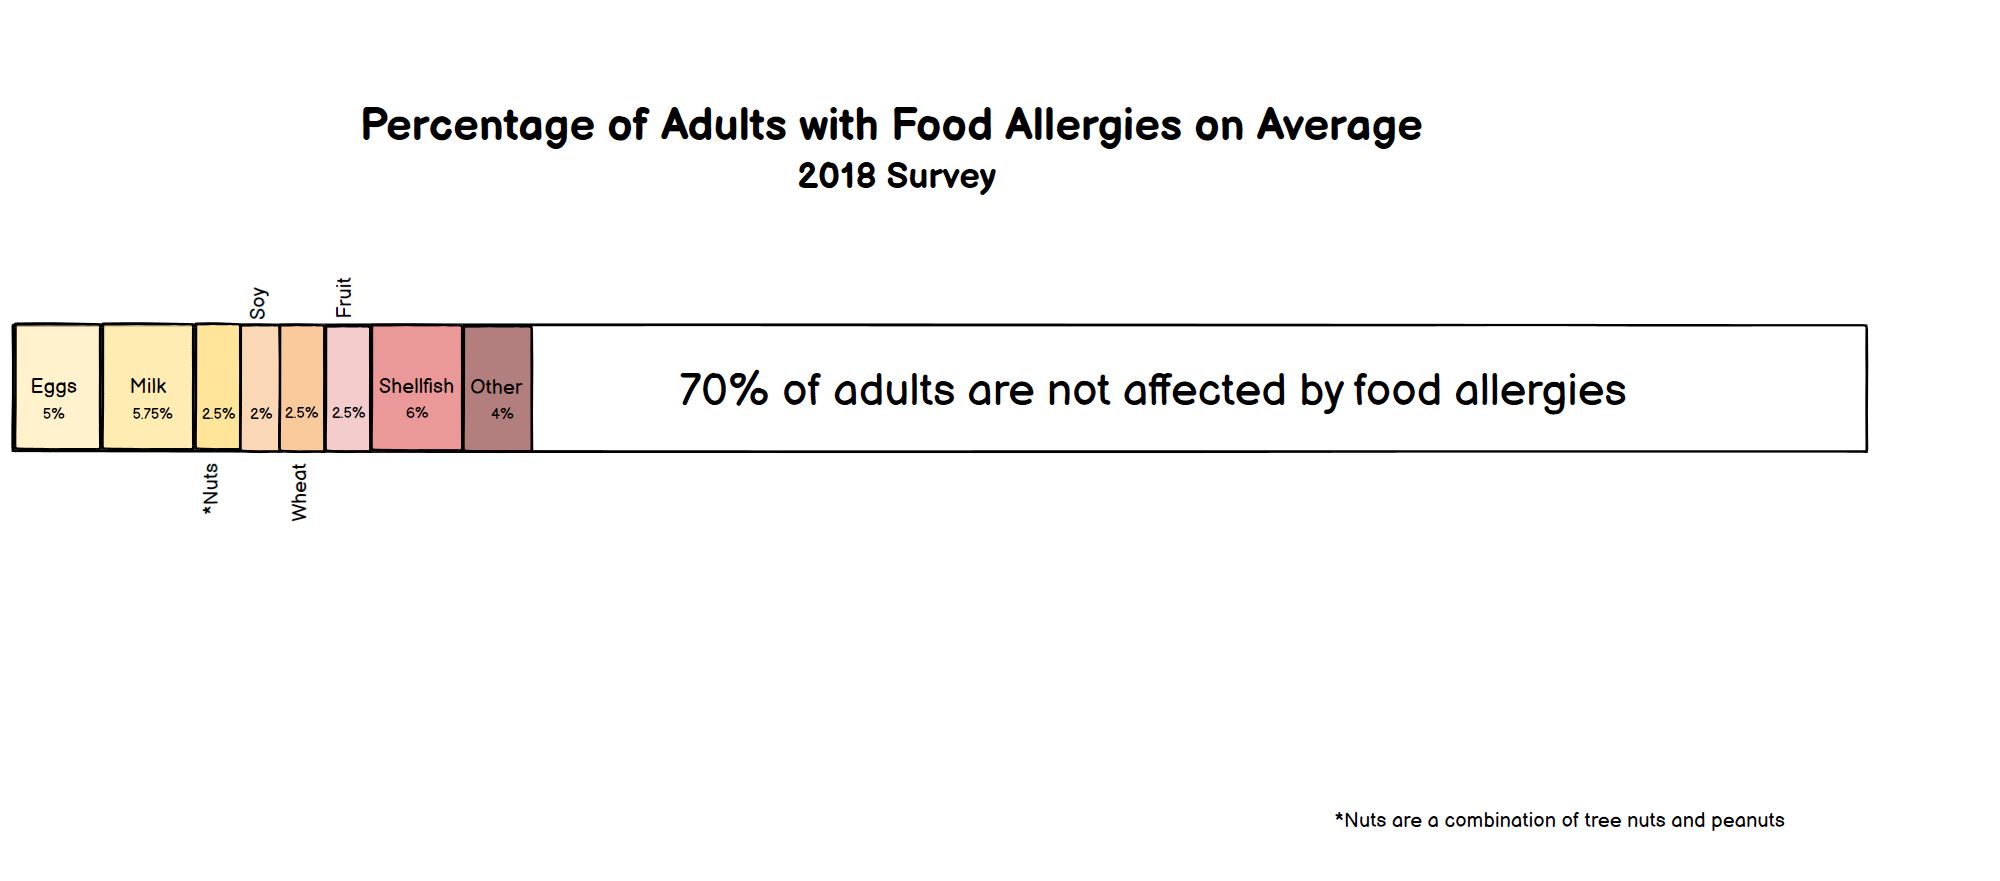 Percentage of Adults with Food Allergies on Average
2018 Survey
Soy
Fruit
Eggs
5%
Milk
5.75%
2.5%
2%
2.5%
2.5%
Shellfish
6%
Other
4%
70% of adults are not affected by food allergies
*Nuts
Wheat
*Nuts are a combination of tree nuts and peanuts